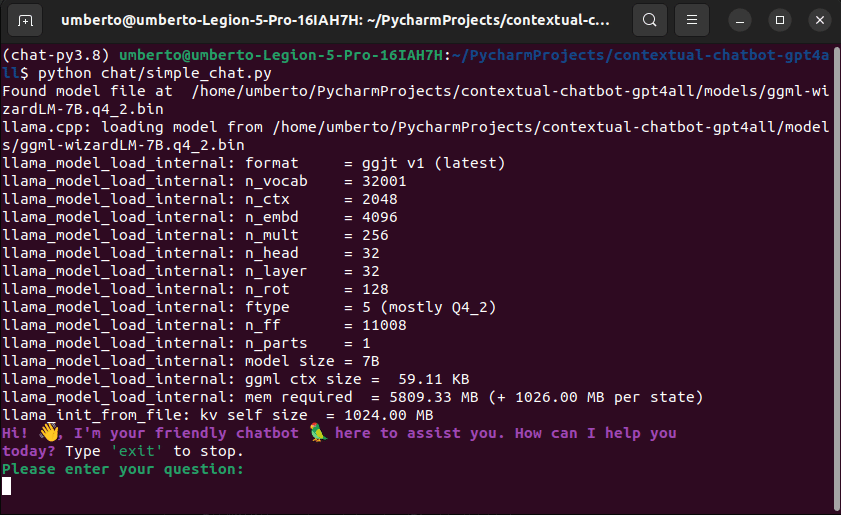 umberto@umberto-Legion-5-Pro-16IAH7H: ~/PycharmProjects/contextual-c...
(chat-py3.8) umberto@umberto-Legion-5-Pro-16IAH7H:~/PycharmProjects/contextual-chatbot-gpt4a
ll$ python chat/simple_chat.py
Found model file at  /home/umberto/PycharmProjects/contextual-chatbot-gpt4all/models/ggml-wi
zardLM-7B.q4_2.bin
llama.cpp: loading model from /home/umberto/PycharmProjects/contextual-chatbot-gpt4all/model
s/ggml-wizardLM-7B.q4_2.bin
llama_model_load_internal: format     = ggjt v1 (latest)
llama_model_load_internal: n_vocab    = 32001
llama_model_load_internal: n_ctx      = 2048
llama_model_load_internal: n_embd     = 4096
llama_model_load_internal: n_mult     = 256
llama_model_load_internal: n_head     = 32
llama_model_load_internal: n_layer    = 32
llama_model_load_internal: n_rot      = 128
llama_model_load_internal: ftype      = 5 (mostly Q4_2)
llama_model_load_internal: n_ff       = 11008
llama_model_load_internal: n_parts    = 1
llama_model_load_internal: model size = 7B
llama_model_load_internal: ggml ctx size =  59.11 KB
llama_model_load_internal: mem required  = 5809.33 MB (+ 1026.00 MB per state)
llama_init_from_file: kv self size  = 1024.00 MB
Hi! 👋, I'm your friendly chatbot 🦜 here to assist you. How can I help you
today? Type 'exit' to stop.
Please enter your question: